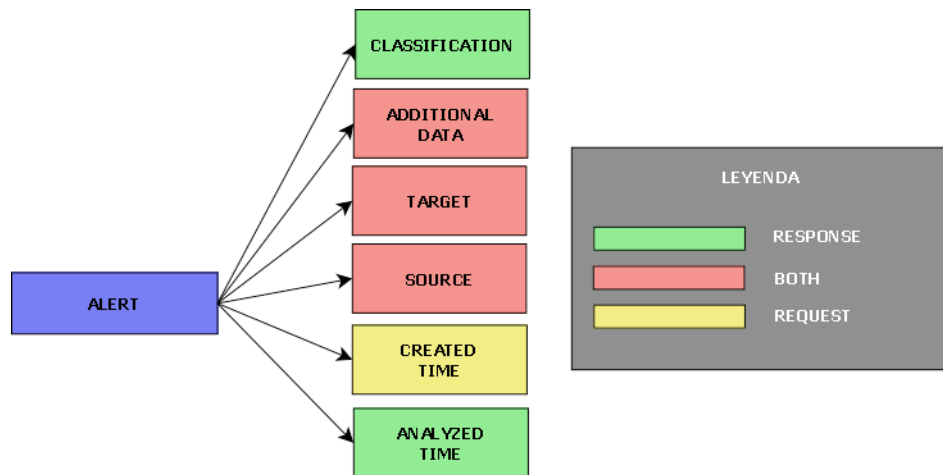 CLASSIFICATION
ADDITIONAL
DATA
TARGET
SOURCE
ALERT
CREATED
TIME
ANALYZED
TIME
LEYENDA
RESPONSE
BOTH
REQUEST